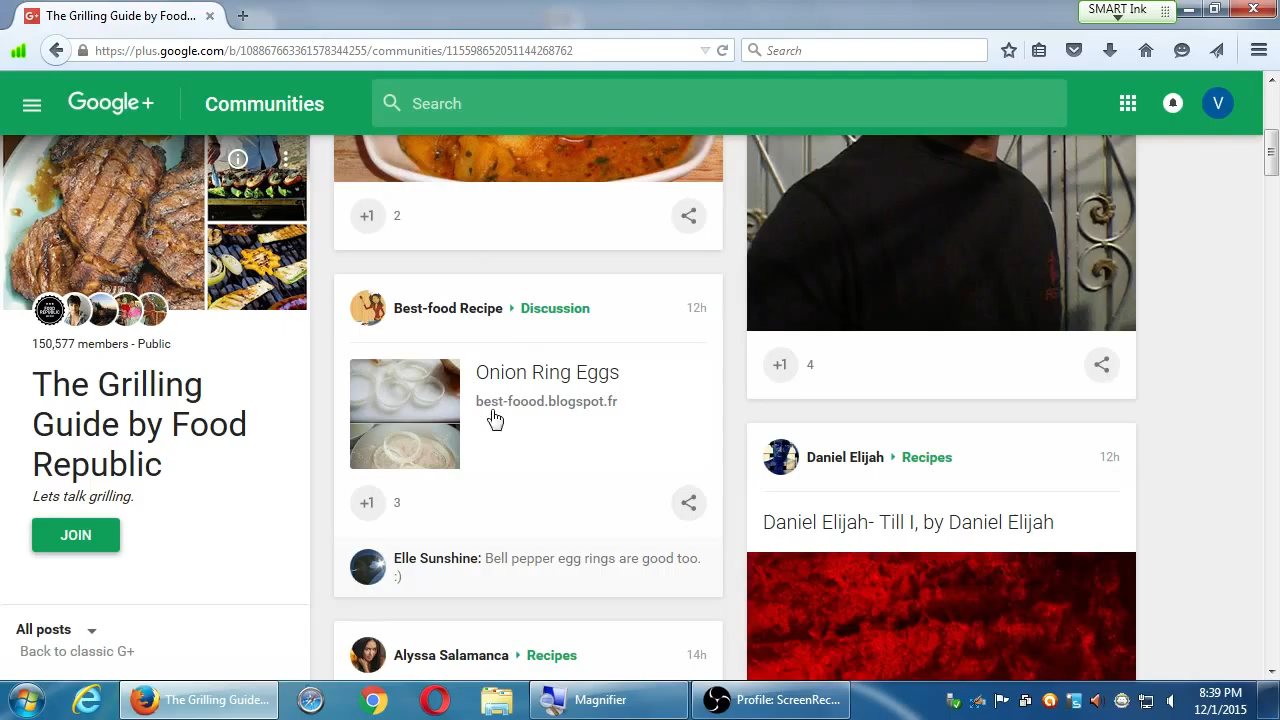 The Grilling Guide by Food...
SMART Ink
https://plus.google.com/b/108867663361578344255/communities/115598652051144268762
Search
Google+
Communities
Search
V
+1 2
Best-food Recipe Discussion 12h
Onion Ring Eggs
best-foood.blogspot.fr
+1 3
Elle Sunshine: Bell pepper egg rings are good too.
:)
Alyssa Salamanca Recipes 14h
+1 4
Daniel Elijah Recipes 12h
Daniel Elijah- Till I, by Daniel Elijah
150,577 members - Public
The Grilling
Guide by Food
Republic
Lets talk grilling.
JOIN
All posts
Back to classic G+
The Grilling Guide...
Magnifier
Profile: ScreenRec...
8:39 PM
12/1/2015